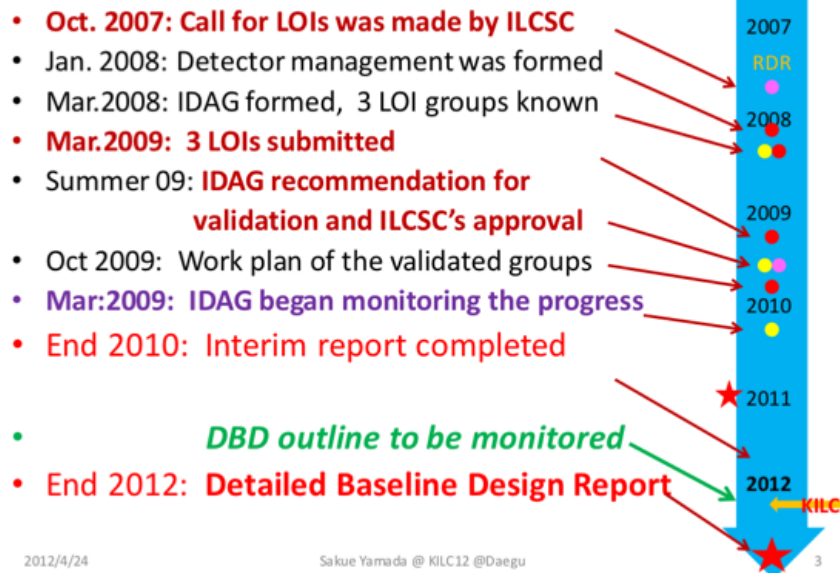 • Oct. 2007: Call for LOIs was made by ILCSC
• Jan. 2008: Detector management was formed
• Mar.2008: IDAG formed, 3 LOI groups known
• Mar.2009: 3 LOIs submitted
• Summer 09: IDAG recommendation for
validation and ILCSC's approval
• Oct 2009: Work plan of the validated groups
• Mar:2009: IDAG began monitoring the progress
• End 2010: Interim report completed
• DBD outline to be monitored
• End 2012: Detailed Baseline Design Report
2007
RDR
2008
2009
2010
2011
2012
KILC
2012/4/24
Sakue Yamada @ KILC12 @Daegu
3